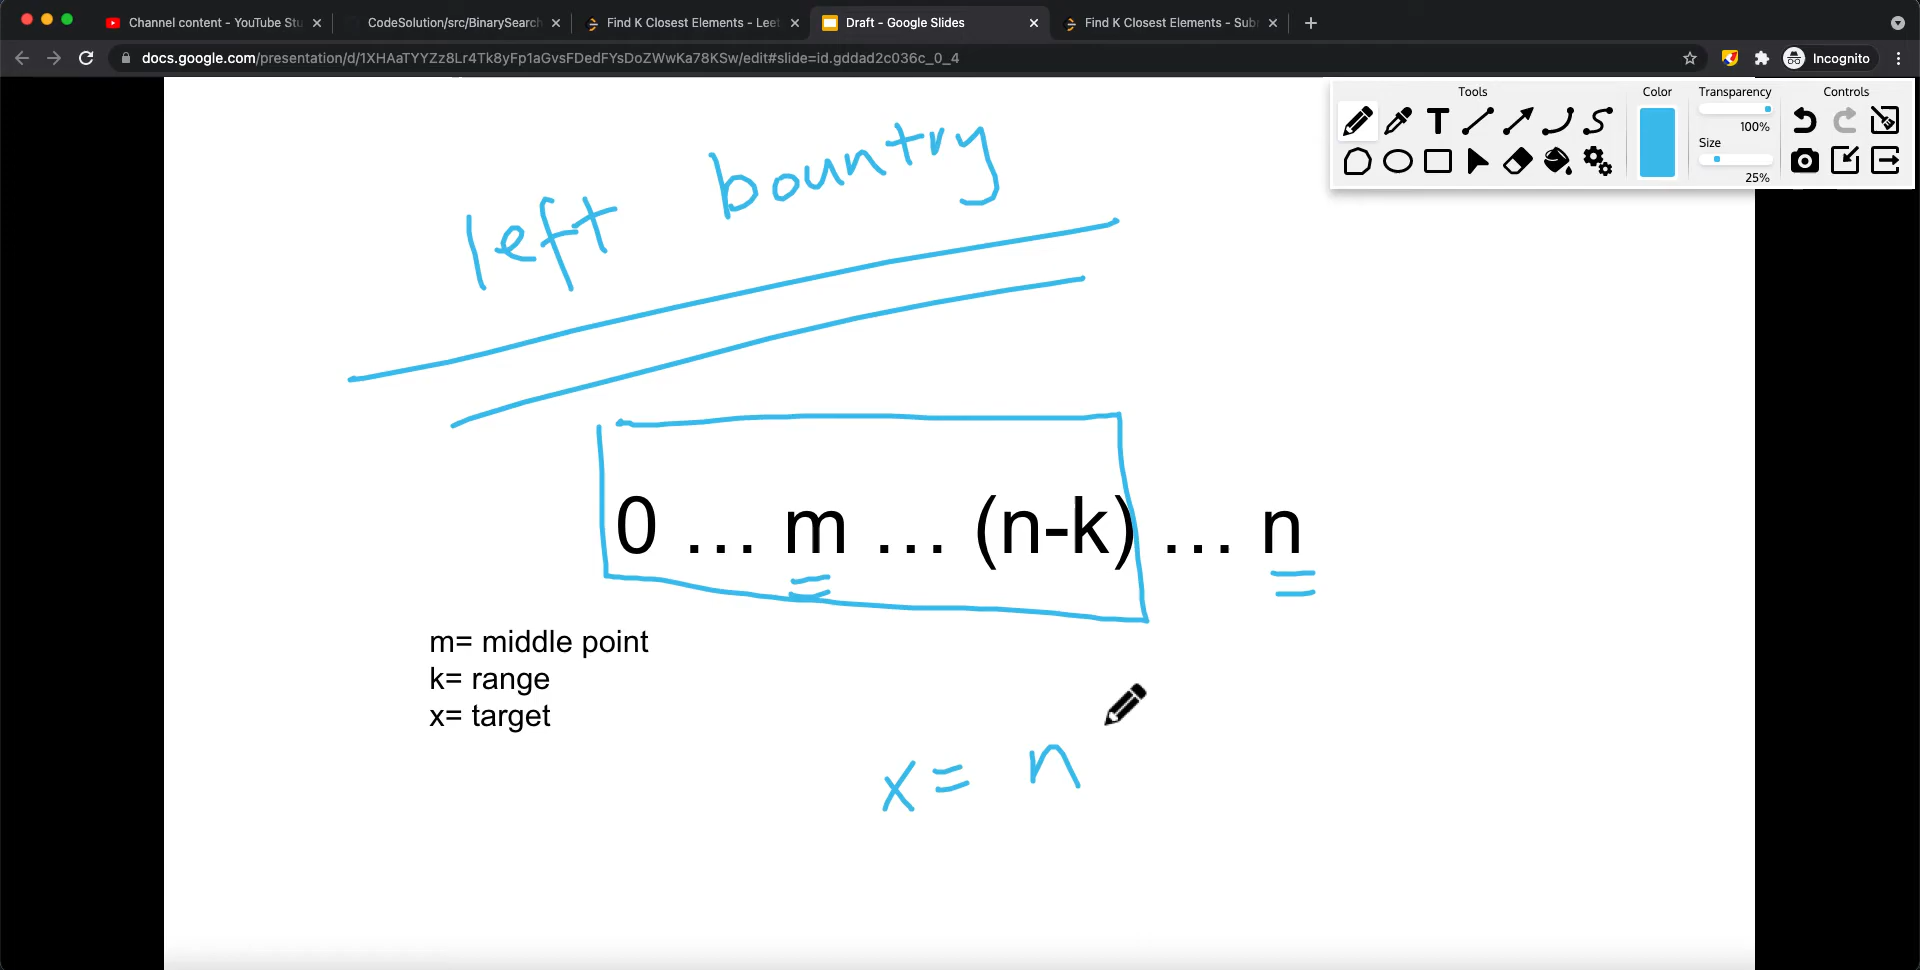 Channel content - YouTube Stu
CodeSolution/src/BinarySearch
Find K Closest Elements - Leet
Draft - Google Slides
Find K Closest Elements - Sub
docs.google.com/presentation/d/1XHAaTYYZz8Lr4Tk8yFp1aGvsFDedFYsDoZWwKa78KSw/edit#slide=id.gddad2c036c_0_4
Incognito
Tools
Color
Transparency
Controls
100%
Size
25%
left bountry
0 ... m ... (n-k) ... n
m= middle point
k= range
x= target
x= n